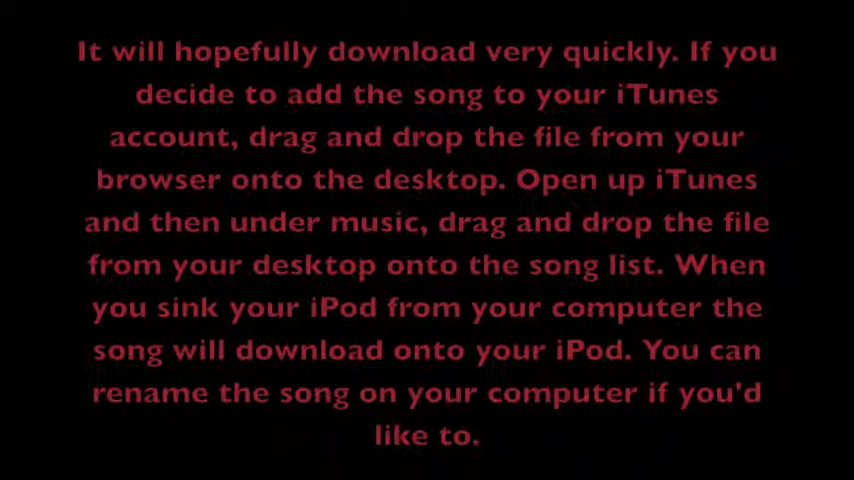 It will hopefully download very quickly. If you
decide to add the song to your iTunes
account, drag and drop the file from your
browser onto the desktop. Open up iTunes
and then under music, drag and drop the file
from your desktop onto the song list. When
you sink your iPod from your computer the
song will download onto your iPod. You can
rename the song on your computer if you'd
like to.